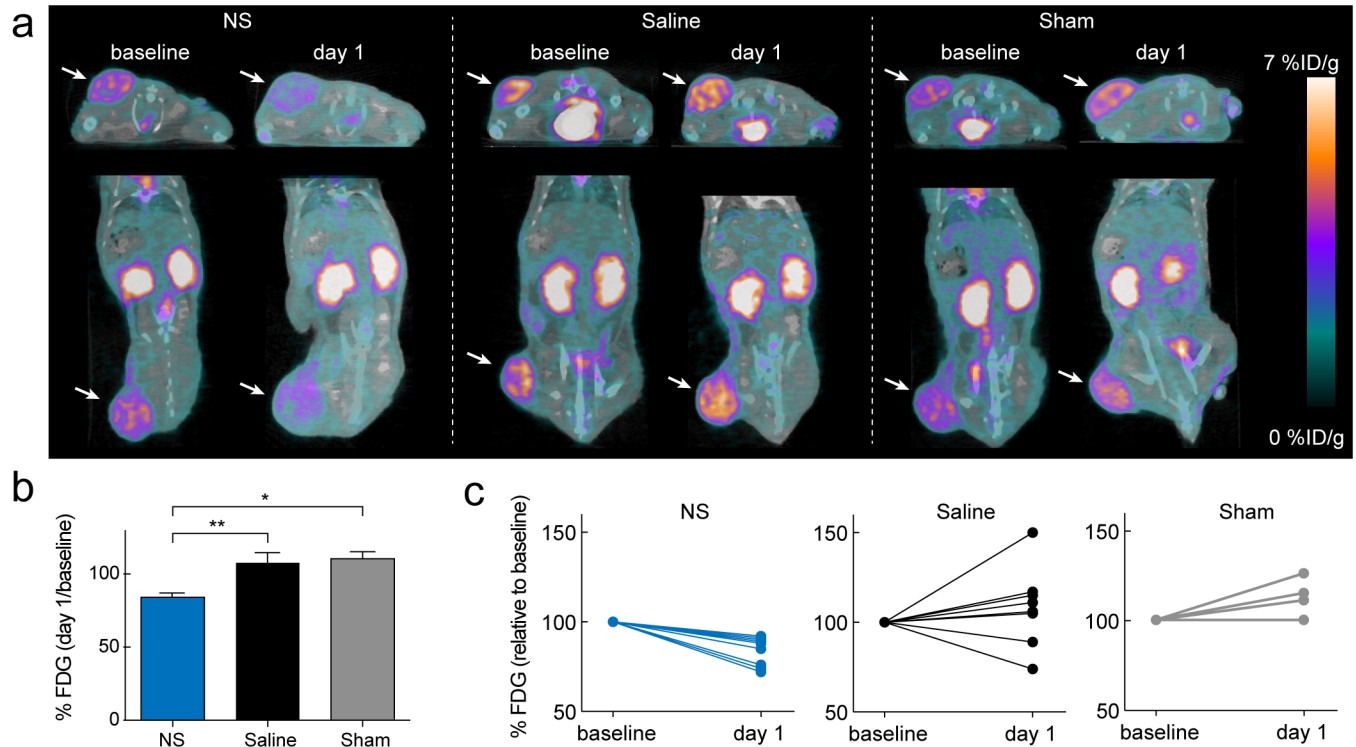 a
NS
Saline
Sham
baseline
day 1
baseline
day 1
baseline
day 1
7 %ID/g
0 %ID/g
b
% FDG (day 1/baseline)
100
50
0
*
**
NS
Saline
Sham
c
% FDG (relative to baseline)
NS
150
100
50
baseline
day 1
Saline
150
100
50
baseline
day 1
Sham
150
100
50
baseline
day 1